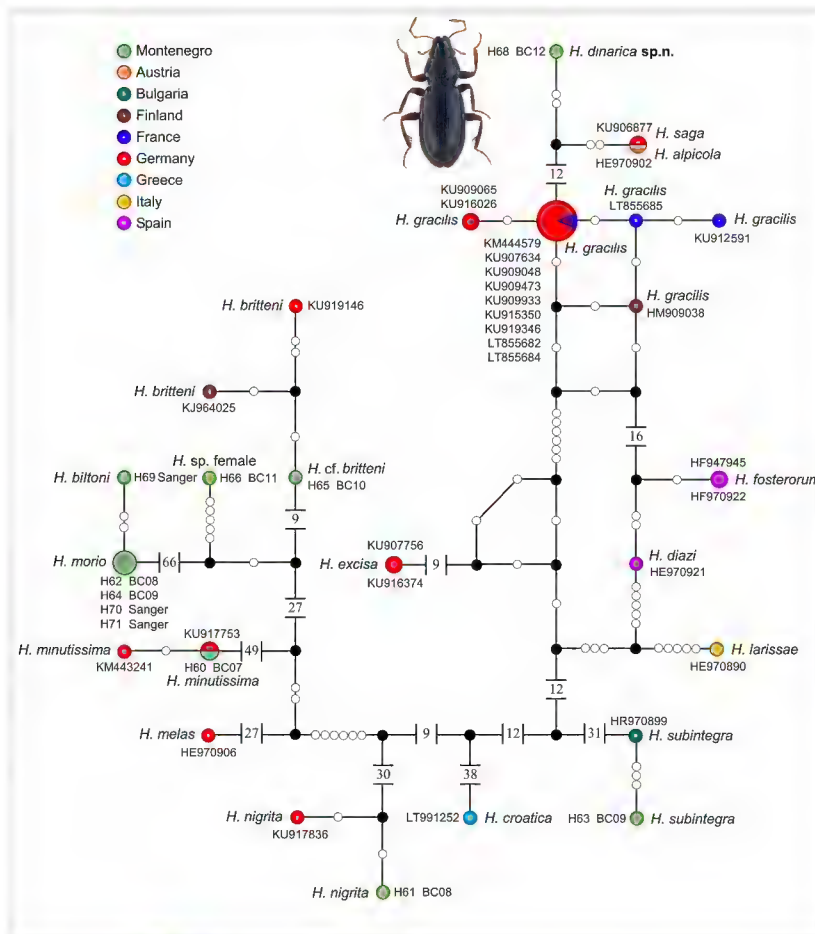 Montenegro
Austria
Bulgaria
Finland
France
Germany
Greece
Italy
Spain
H68 BC12
H. dinarica sp.n.
KU906877
H. saga
HE970902
H. alpicola
12
KU909065
KU916026
H. gracilis
H. gracilis
LT855685
H. gracilis
KU912591
KM444579
H. gracilis
KU907634
KU909048
KU909473
KU909933
KU915350
KU919346
LT855682
LT855684
H. gracilis
HM909038
H. britteni
KU919146
H. britteni
KJ964025
16
HF947945
H. fosterorum
HF970922
H. biltoni
H69 Sanger
H. sp. female
H66 BC11
H. cf. britteni
H65 BC10
9
H. morio
66
H62 BC08
H64 BC09
H70 Sanger
H71 Sanger
KU907756
H. excisa
KU916374
9
H. diazi
HE970921
27
H. minutissima
KM443241
KU917753
H60 BC07
H. minutissima
49
H. larissae
HE970890
12
H. melas
HE970906
27
9
12
31
HR970899
H. subintegra
30
38
H. nigrita
KU917836
LT991252
H. croatica
H63 BC09
H. subintegra
H. nigrita
H61 BC08